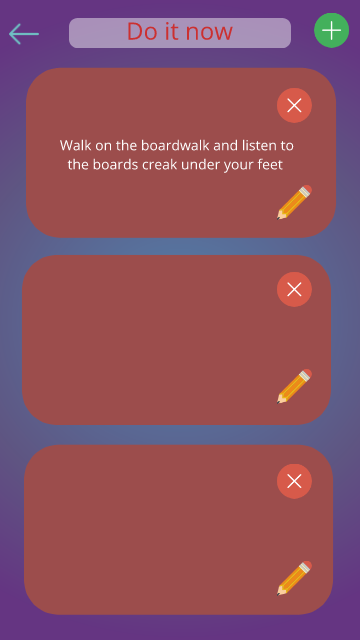 Do it now
Walk on the boardwalk and listen to
the boards creak under your feet